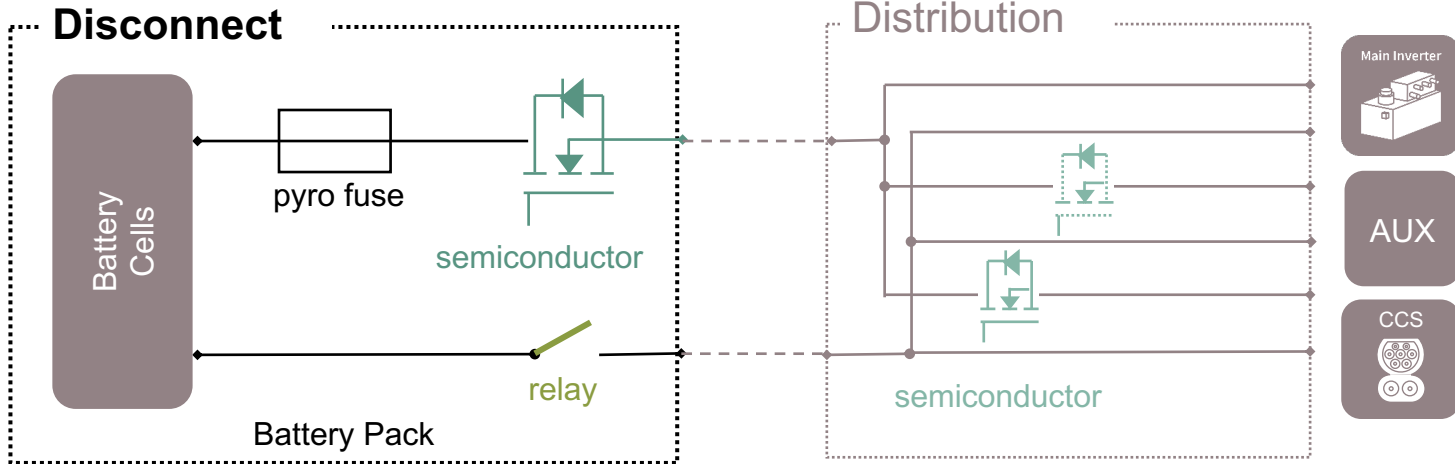 Disconnect
Distribution
Main Inverter
Battery
Cells
pyro fuse
semiconductor
AUX
CCS
relay
semiconductor
Battery Pack